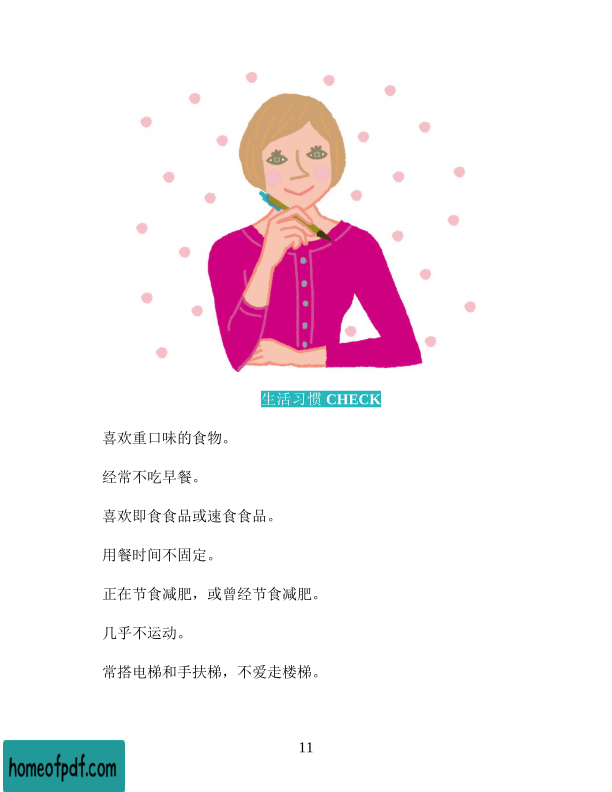 生活习惯 CHECK
喜欢重口味的食物。
经常不吃早餐。
喜欢即食食品或速食食品。
用餐时间不固定。
正在节食减肥，或曾经节食减肥。
几乎不运动。
常搭电梯和手扶梯，不爱走楼梯。
11
homeofpdf.com